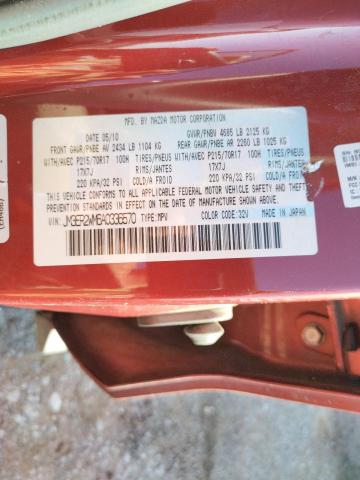 MFD. BY MAZDA MOTOR CORPORATION
DATE: 05/10 GVWR/PNBV 4685 LB 2125 KG
FRONT GAWR/PNBE AV 2434 LB 1104 KG REAR GAWR/PNBE AR 2260 LB 1025 KG
WITH/AVEC P215/70R17 100H TIRES/PNEUS WITH/AVEC P215/70R17 100H TIRES/PNEUS
17X7J RIMS/JANTES 17X7J RIMS/JANTES
220 KPA/32 PSI COLD/A FROID 220 KPA/32 PSI COLD/A FROID
THIS VEHICLE CONFORMS TO ALL APPLICABLE FEDERAL MOTOR VEHICLE SAFETY, BUMPER, AND THEFT
PREVENTION STANDARDS IN EFFECT ON THE DATE OF MANUFACTURE SHOWN ABOVE.
VIN: JM3ER2WM6A0336570 TYPE: MPV COLOR CODE: 32V MADE IN JAPAN